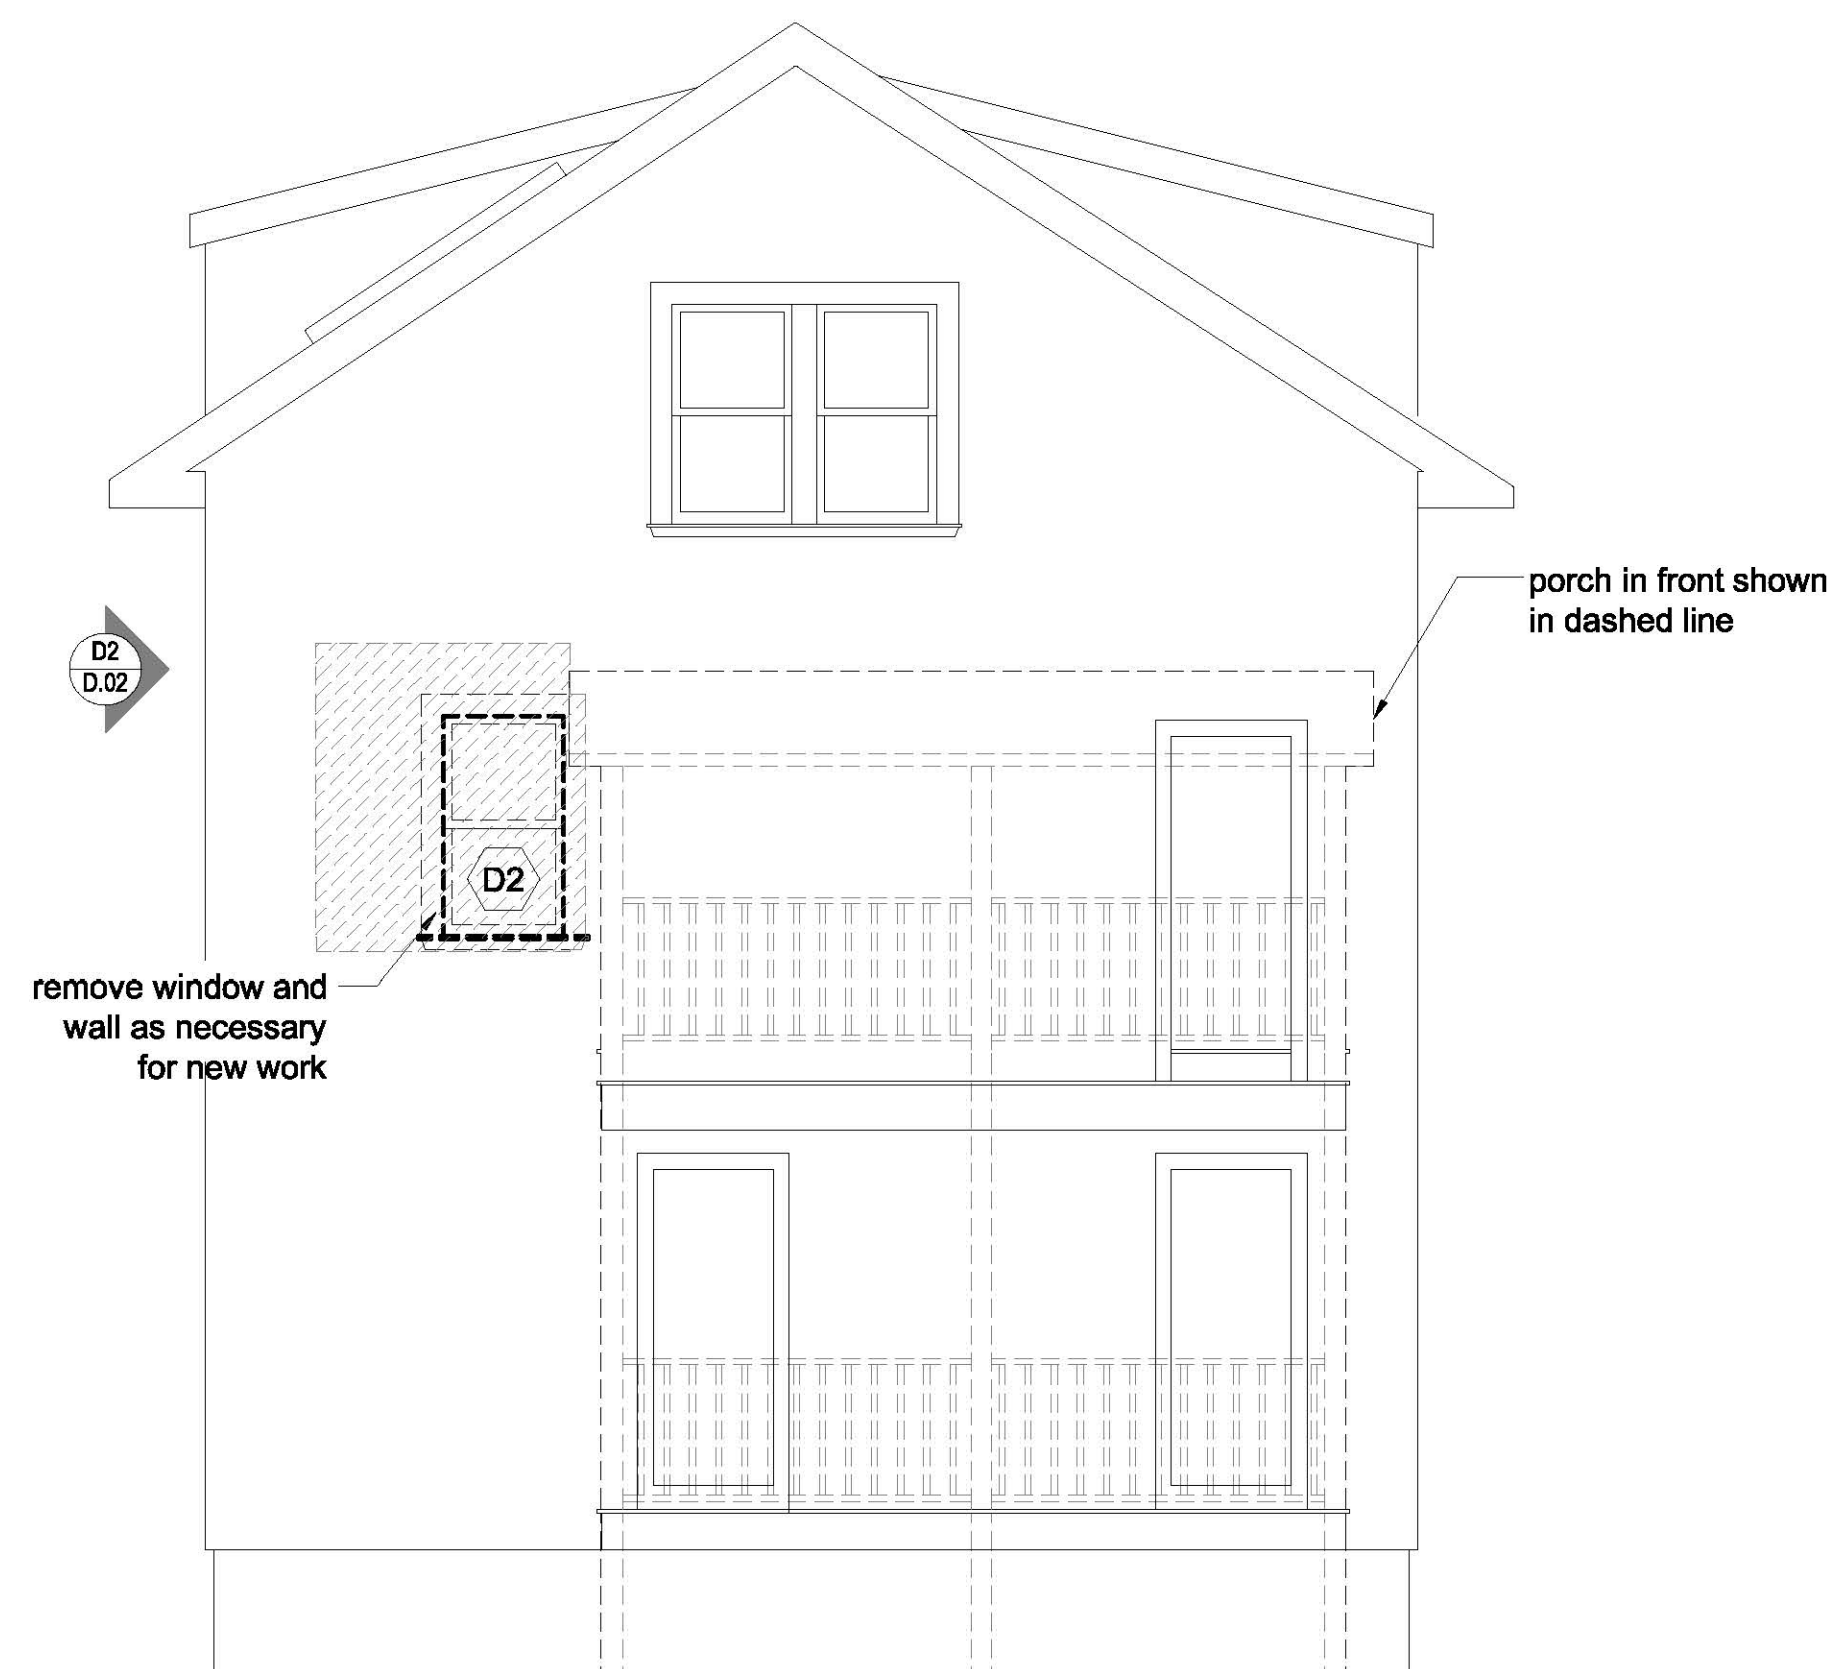 porch in front shown
in dashed line
D2
D.02
D2
remove window and
wall as necessary
for new work